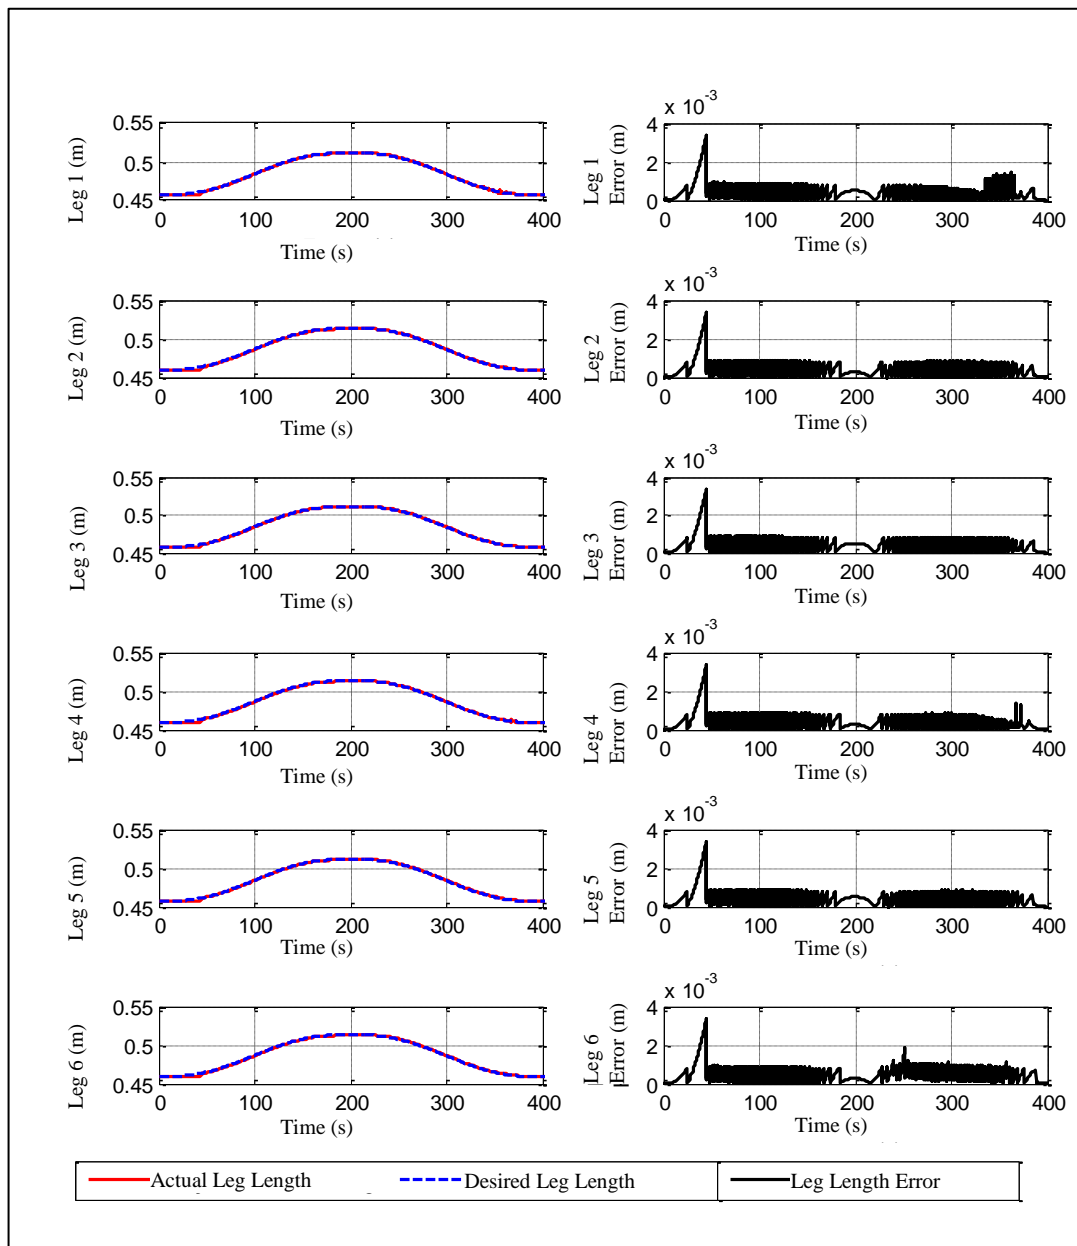 x 10-3
0.55
0.5
0.45
Leg 1 (m)
0 100 200 300 400
Time (s)
4
2
0
Leg 1
Error (m)
0 100 200 300 400
Time (s)
x 10-3
0.55
0.5
0.45
Leg 2 (m)
0 100 200 300 400
Time (s)
4
2
0
Leg 2
Error (m)
0 100 200 300 400
Time (s)
x 10-3
0.55
0.5
0.45
Leg 3 (m)
0 100 200 300 400
Time (s)
4
2
0
Leg 3
Error (m)
0 100 200 300 400
Time (s)
x 10-3
0.55
0.5
0.45
Leg 4 (m)
0 100 200 300 400
Time (s)
4
2
0
Leg 4
Error (m)
0 100 200 300 400
Time (s)
x 10-3
0.55
0.5
0.45
Leg 5 (m)
0 100 200 300 400
Time (s)
4
2
0
Leg 5
Error (m)
0 100 200 300 400
Time (s)
x 10-3
0.55
0.5
0.45
Leg 6 (m)
0 100 200 300 400
Time (s)
4
2
0
Leg 6
Error (m)
0 100 200 300 400
Time (s)
Actual Leg Length Desired Leg Length Leg Length Error